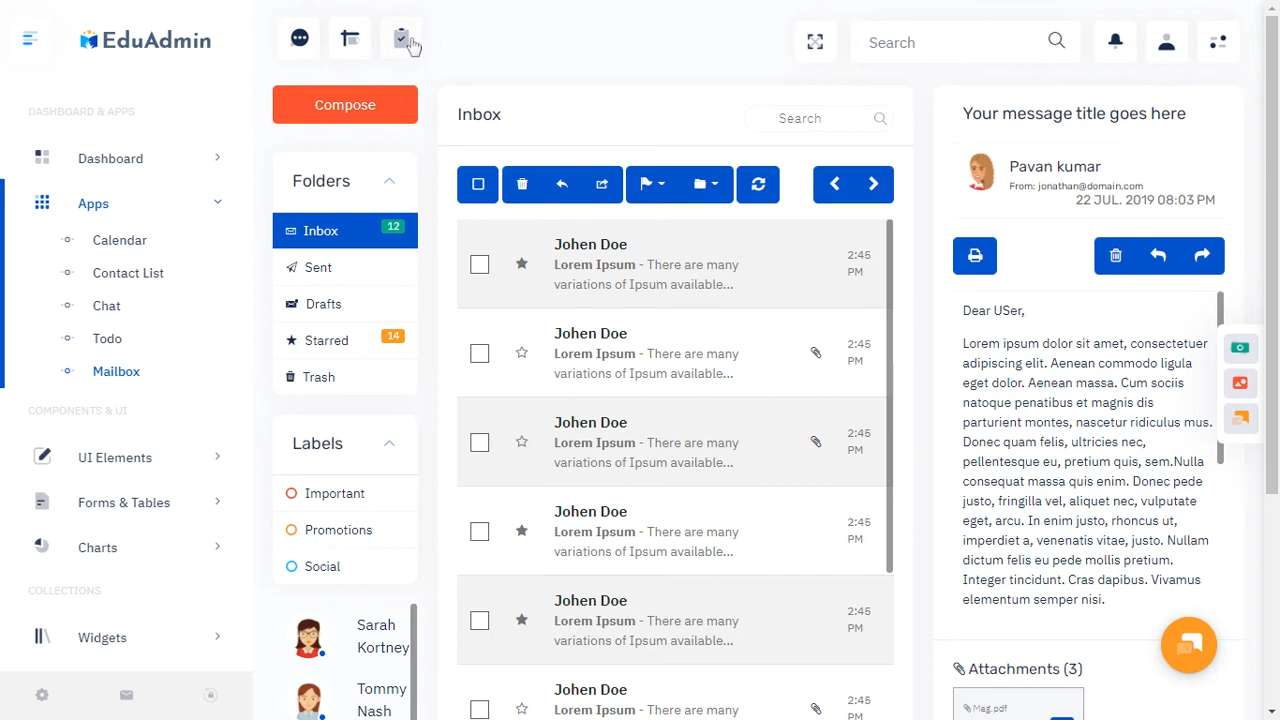 EduAdmin
Search
DASHBOARD & APPS
Dashboard
Apps
Calendar
Contact List
Chat
Todo
Mailbox
COMPONENTS & UI
UI Elements
Forms & Tables
Charts
COLLECTIONS
Widgets
Compose
Folders
Inbox 12
Sent
Drafts
Starred 14
Trash
Labels
Important
Promotions
Social
Sarah
Kortney
Tommy
Nash
Inbox
Search
Johen Doe
Lorem Ipsum - There are many
variations of Ipsum available...
2:45
PM
Johen Doe
Lorem Ipsum - There are many
variations of Ipsum available...
2:45
PM
Johen Doe
Lorem Ipsum - There are many
variations of Ipsum available...
2:45
PM
Johen Doe
Lorem Ipsum - There are many
variations of Ipsum available...
2:45
PM
Johen Doe
Lorem Ipsum - There are many
variations of Ipsum available...
2:45
PM
Johen Doe
Lorem Ipsum - There are many
2:45
PM
Your message title goes here
Pavan kumar
From: jonathan@domain.com
22 JUL. 2019 08:03 PM
Dear USer,
Lorem ipsum dolor sit amet, consectetuer
adipiscing elit. Aenean commodo ligula
eget dolor. Aenean massa. Cum sociis
natoque penatibus et magnis dis
parturient montes, nascetur ridiculus mus.
Donec quam felis, ultricies nec,
pellentesque eu, pretium quis, sem.Nulla
consequat massa quis enim. Donec pede
justo, fringilla vel, aliquet nec, vulputate
eget, arcu. In enim justo, rhoncus ut,
imperdiet a, venenatis vitae, justo. Nullam
dictum felis eu pede mollis pretium.
Integer tincidunt. Cras dapibus. Vivamus
elementum semper nisi.
Attachments (3)
Mag.pdf